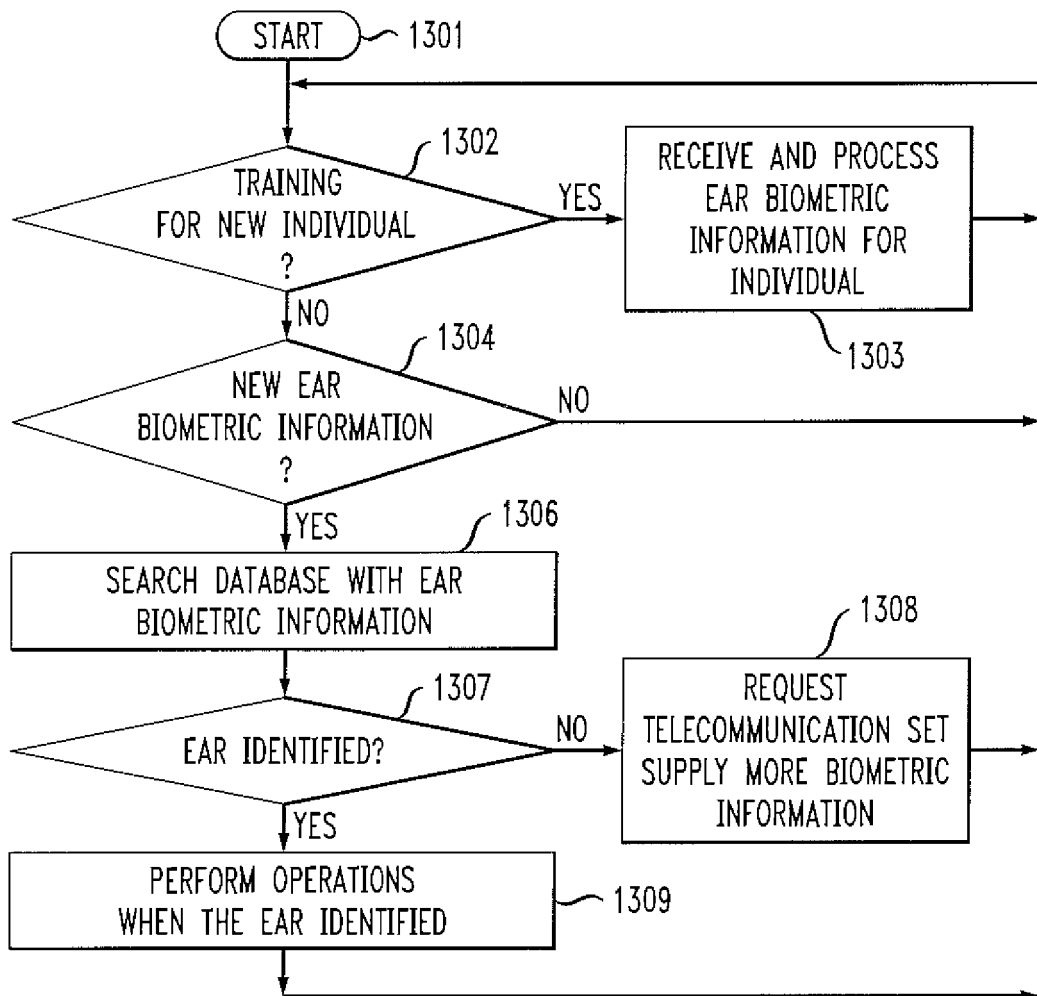 START
1301
1302
TRAINING
FOR NEW INDIVIDUAL
?
YES
RECEIVE AND PROCESS
EAR BIOMETRIC
INFORMATION FOR
INDIVIDUAL
1303
NO
1304
NEW EAR
BIOMETRIC INFORMATION
?
NO
YES
1306
SEARCH DATABASE WITH EAR
BIOMETRIC INFORMATION
1307
EAR IDENTIFIED?
NO
1308
REQUEST
TELECOMMUNICATION SET
SUPPLY MORE BIOMETRIC
INFORMATION
YES
PERFORM OPERATIONS
WHEN THE EAR IDENTIFIED
1309